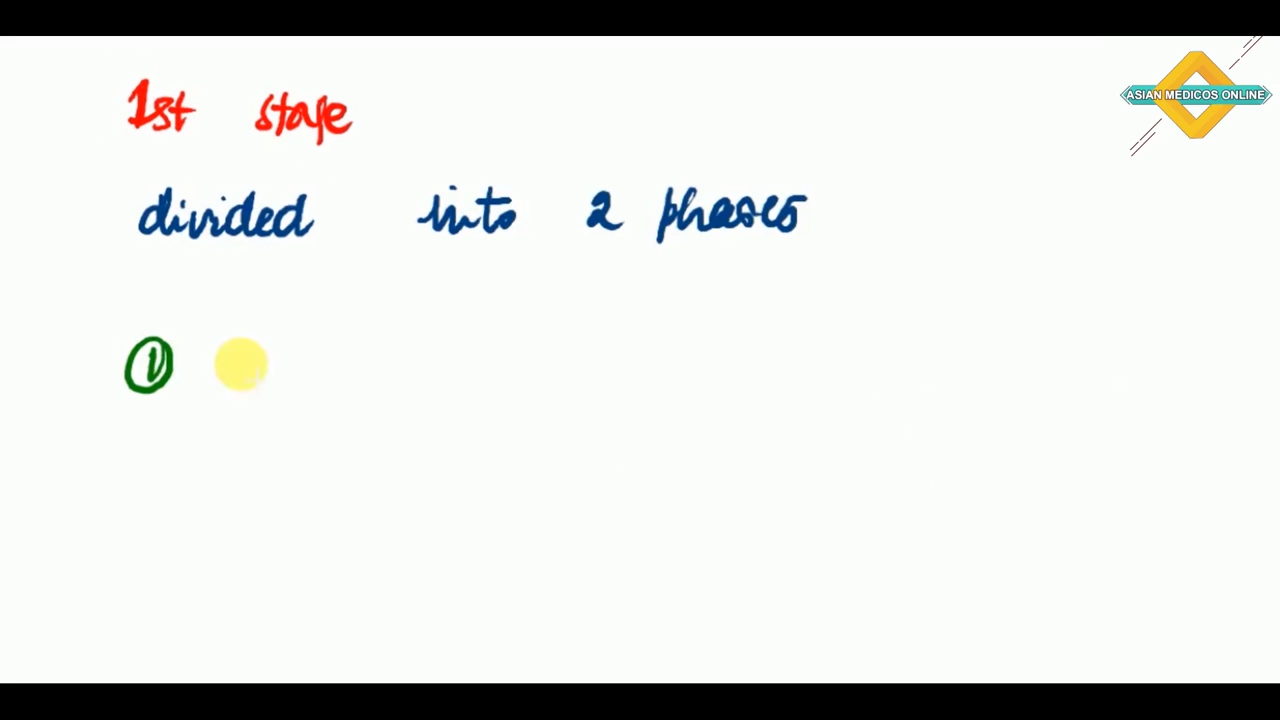 ASIAN MEDICOS ONLINE
1st stage
divided into 2 phases
①